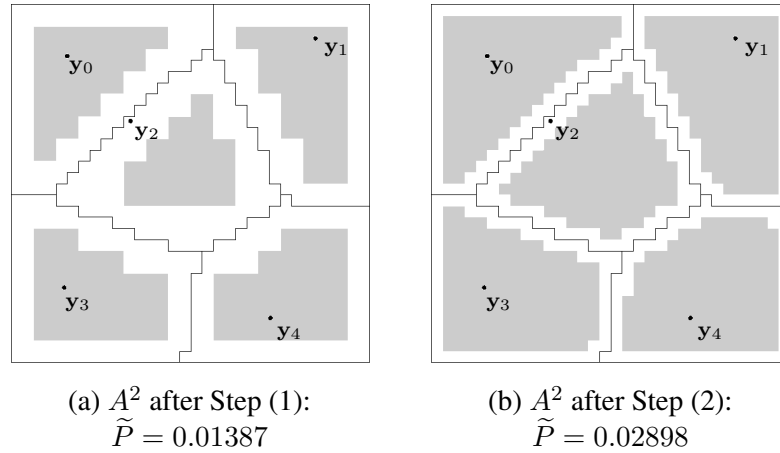 y₀
y₁
y₂
y₃
y₄
(a) A² after Step (1):
P̃ = 0.01387
y₀
y₁
y₂
y₃
y₄
(b) A² after Step (2):
P̃ = 0.02898